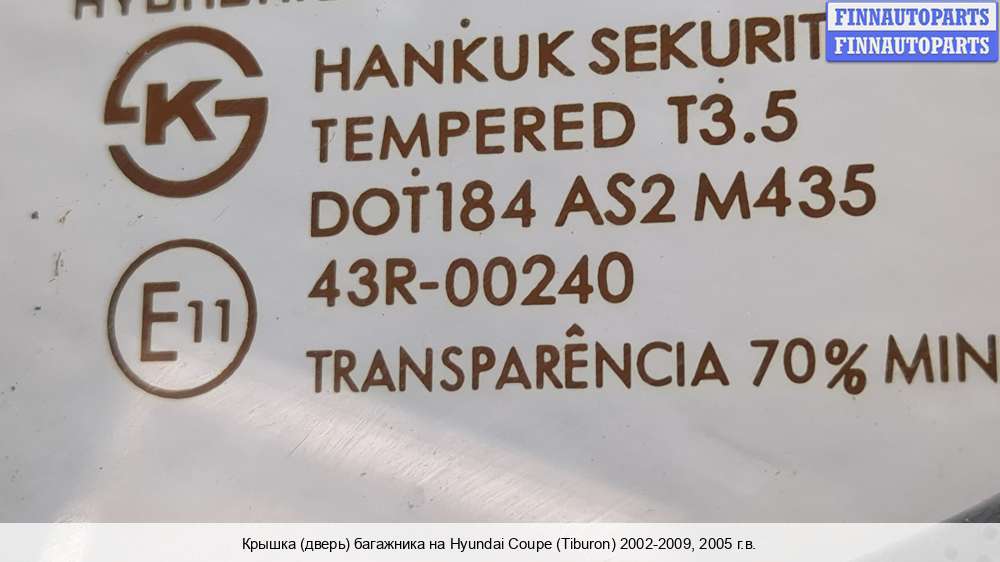 FINNAUTOPARTS
FINNAUTOPARTS
HANKUK SEKURIT
TEMPERED T3.5
DOT184 AS2 M435
43R-00240
E11
TRANSPARÊNCIA 70% MIN
Крышка (дверь) багажника на Hyundai Coupe (Tiburon) 2002-2009, 2005 г.в.